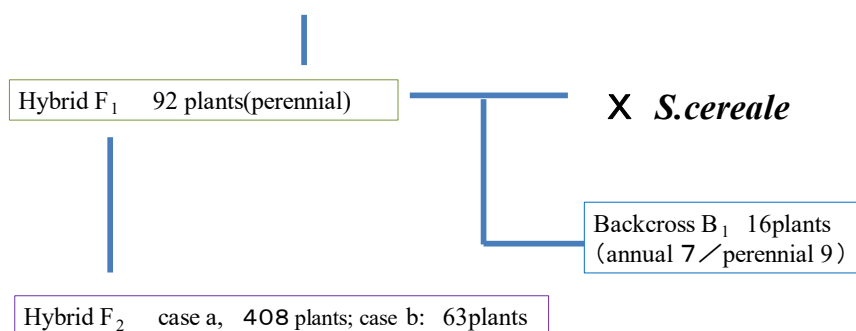 Hybrid F₁ 92 plants(perennial)
X S.cereale
Backcross B₁ 16plants
（annual 7／perennial 9）
Hybrid F₂ case a, 408 plants; case b: 63plants